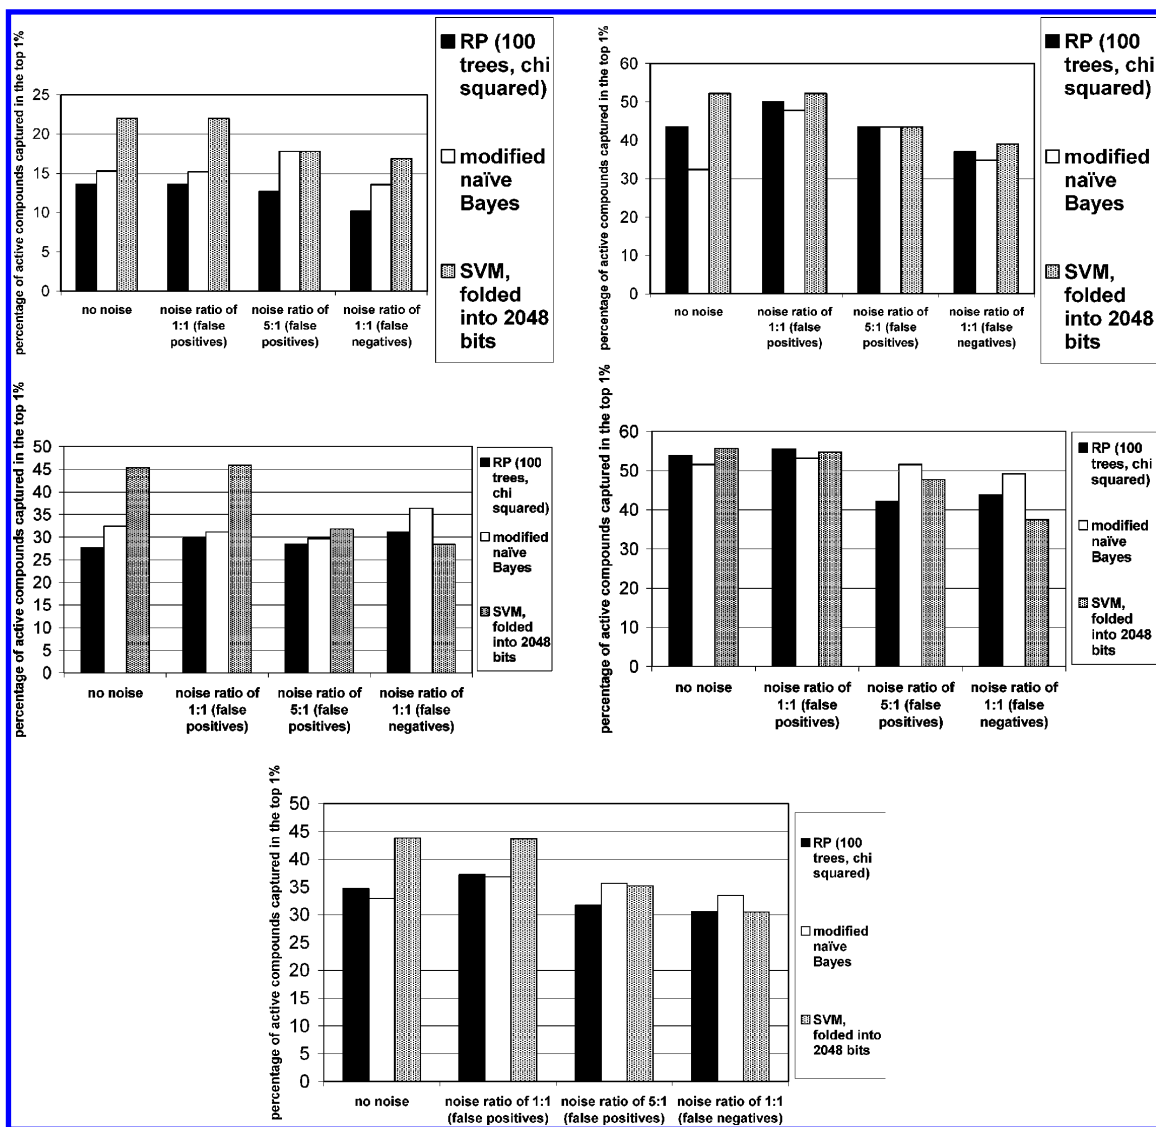 percentage of active compounds captured in the top 1%
25
20
15
10
5
0
no noise
noise ratio of
1:1 (false
positives)
noise ratio of
5:1 (false
positives)
noise ratio of
1:1 (false
negatives)
RP (100
trees, chi
squared)
modified
naïve
Bayes
SVM,
folded
into 2048
bits
percentage of active compounds captured in the top 1%
60
50
40
30
20
10
0
no noise
noise ratio of
1:1 (false
positives)
noise ratio of
5:1 (false
positives)
noise ratio of
1:1 (false
negatives)
RP (100
trees, chi
squared)
modified
naïve
Bayes
SVM,
folded
into 2048
bits
percentage of active compounds captured in the top 1%
50
45
40
35
30
25
20
15
10
5
0
no noise
noise ratio of
1:1 (false
positives)
noise ratio of
5:1 (false
positives)
noise ratio of
1:1 (false
negatives)
RP (100
trees, chi
squared)
modified
naïve
Bayes
SVM,
folded
into 2048
bits
percentage of active compounds captured in the top 1%
60
50
40
30
20
10
0
no noise
noise ratio of
1:1 (false
positives)
noise ratio of
5:1 (false
positives)
noise ratio of
1:1 (false
negatives)
RP (100
trees, chi
squared)
modified
naïve
Bayes
SVM,
folded
into 2048
bits
percentage of active compounds captured in the top 1%
50
45
40
35
30
25
20
15
10
5
0
no noise
noise ratio of 1:1
(false positives)
noise ratio of 5:1
(false positives)
noise ratio of 1:1
(false negatives)
RP (100
trees, chi
squared)
modified
naïve
Bayes
SVM,
folded into
2048 bits